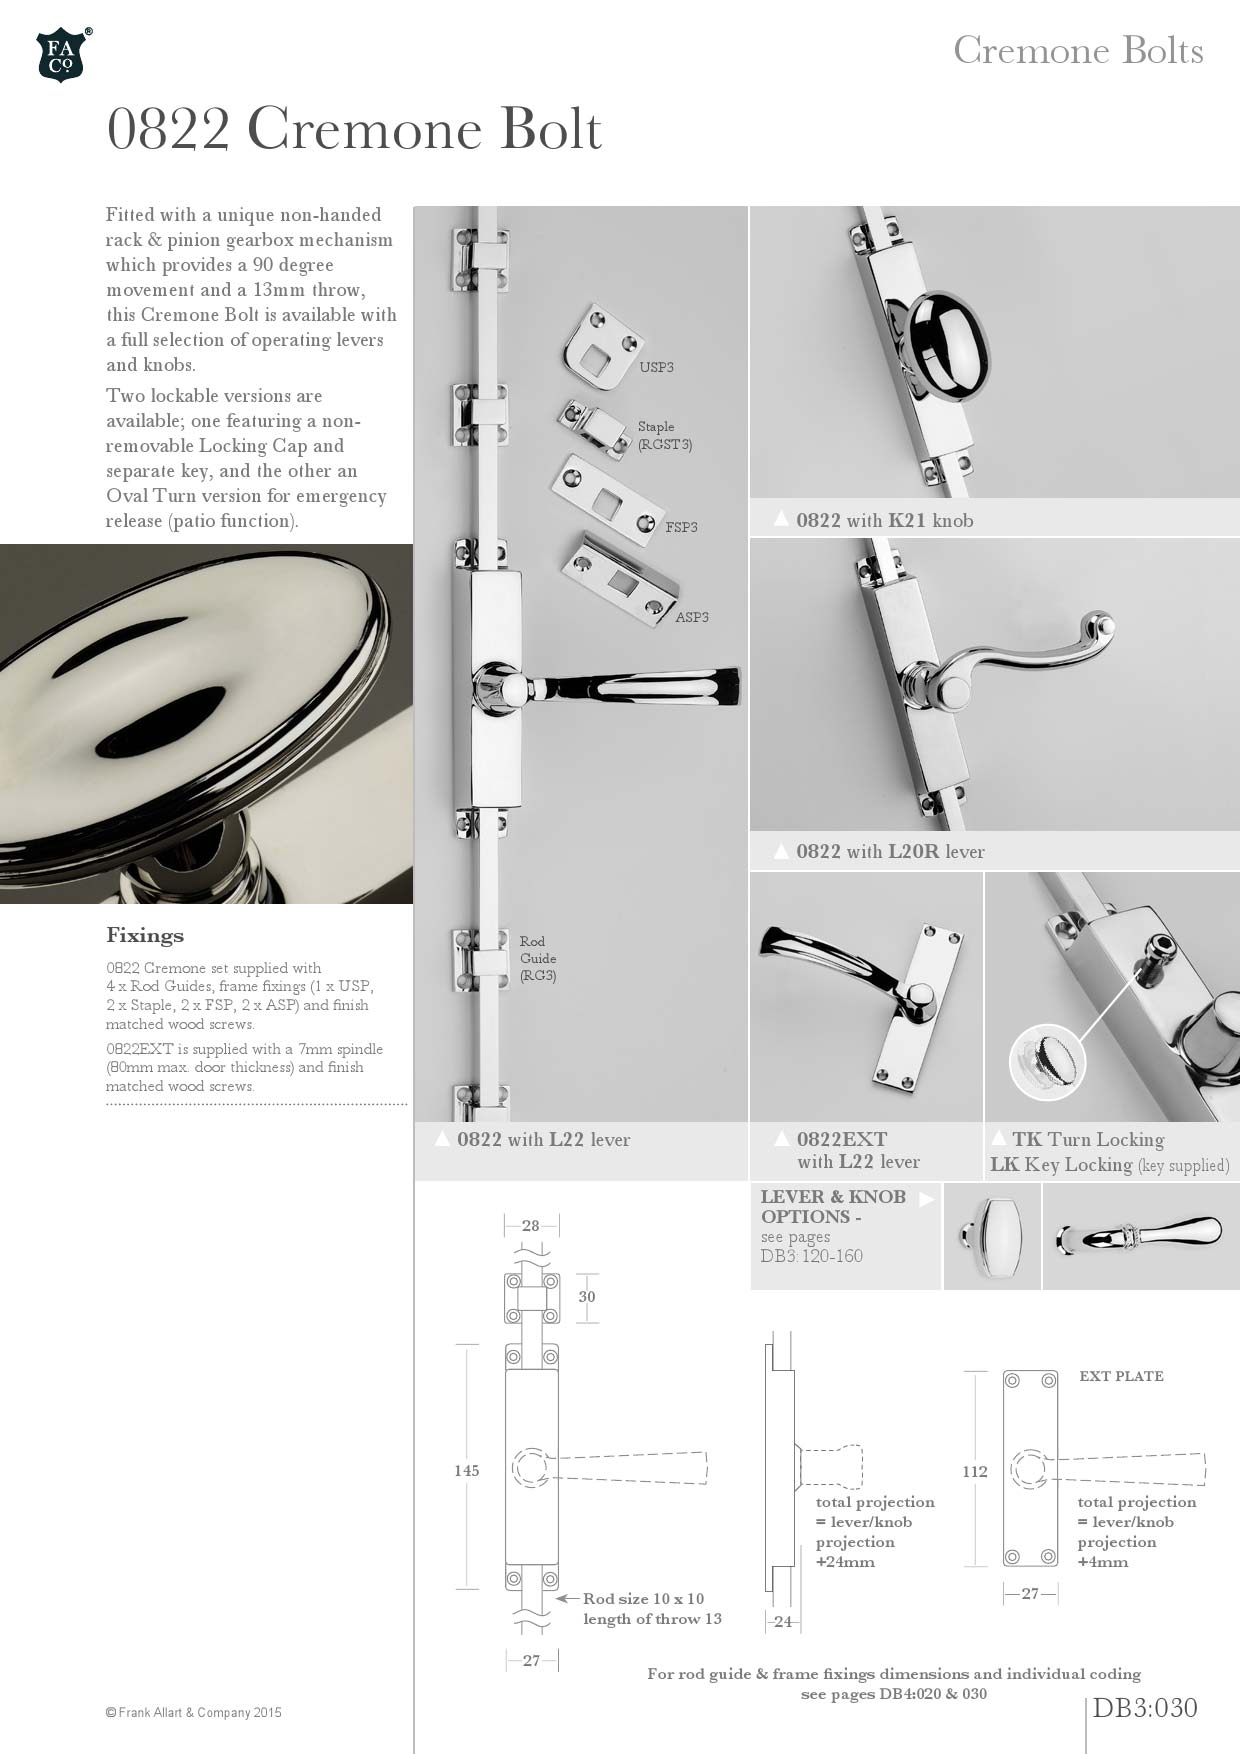 FA
Co.
®
Cremone Bolts
0822 Cremone Bolt
Fitted with a unique non-handed
rack & pinion gearbox mechanism
which provides a 90 degree
movement and a 13mm throw,
this Cremone Bolt is available with
a full selection of operating levers
and knobs.
Two lockable versions are
available; one featuring a non-
removable Locking Cap and
separate key, and the other an
Oval Turn version for emergency
release (patio function).
Fixings
0822 Cremone set supplied with
4 x Rod Guides, frame fixings (1 x USP,
2 x Staple, 2 x FSP, 2 x ASP) and finish
matched wood screws.
0822EXT is supplied with a 7mm spindle
(80mm max. door thickness) and finish
matched wood screws.
USP3
Staple
(RGST3)
FSP3
ASP3
Rod
Guide
(RG3)
0822 with L22 lever
0822 with K21 knob
0822 with L20R lever
0822EXT
with L22 lever
TK Turn Locking
LK Key Locking (key supplied)
LEVER & KNOB
OPTIONS -
see pages
DB3:120-160
28
30
145
Rod size 10 x 10
length of throw 13
27
total projection
= lever/knob
projection
+24mm
24
EXT PLATE
112
total projection
= lever/knob
projection
+4mm
27
For rod guide & frame fixings dimensions and individual coding
see pages DB4:020 & 030
© Frank Allart & Company 2015
DB3:030